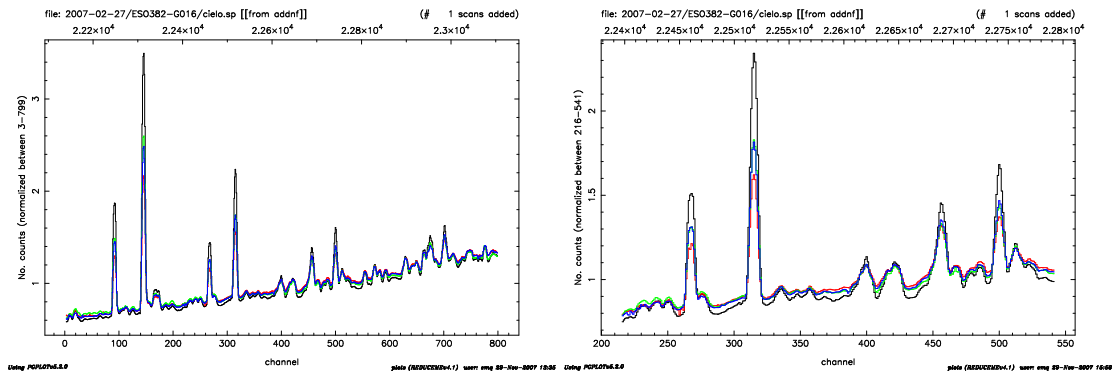 file: 2007-02-27/ESO382-G016/cielo.sp [[from addnf]] (# 1 scans added)
2.22×10⁴ 2.24×10⁴ 2.26×10⁴ 2.28×10⁴ 2.3×10⁴
No. counts (normalized between 3-799)
3
2
1
0 100 200 300 400 500 600 700 800
channel
Using PGPLOTv5.2.0 plots (REDUCEMEv4.1) user: emq 29-Nov-2007
file: 2007-02-27/ESO382-G016/cielo.sp [[from addnf]] (# 1 scans added)
2.24×10⁴ 2.245×10⁴ 2.25×10⁴ 2.255×10⁴ 2.26×10⁴ 2.265×10⁴ 2.27×10⁴ 2.275×10⁴ 2.28×10⁴
No. counts (normalized between 216-541)
2
1.5
1
200 250 300 350 400 450 500 550
channel
Using PGPLOTv5.2.0 plots (REDUCEMEv4.1) user: emq 29-Nov-2007